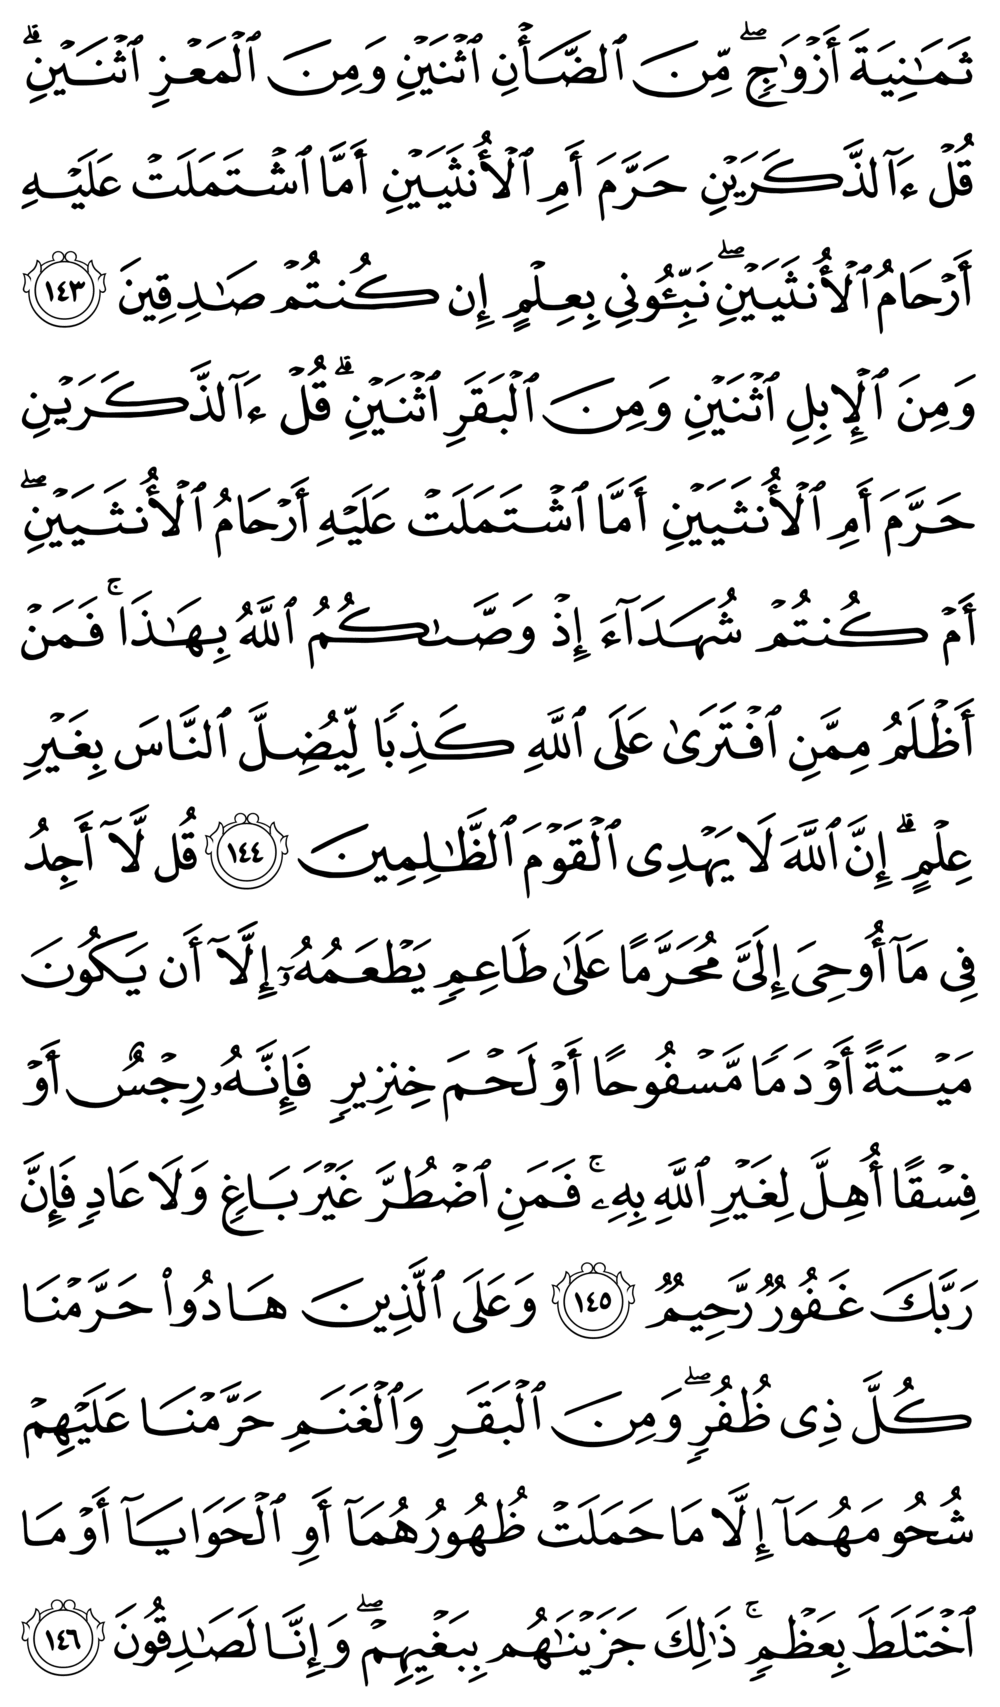 ثَمَٰنِيَةَ أَزۡوَٰجٖۖ مِّنَ ٱلضَّأۡنِ ٱثۡنَيۡنِ وَمِنَ ٱلۡمَعۡزِ ٱثۡنَيۡنِۗ
قُلۡ ءَآلذَّكَرَيۡنِ حَرَّمَ أَمِ ٱلۡأُنثَيَيۡنِ أَمَّا ٱشۡتَمَلَتۡ عَلَيۡهِ
أَرۡحَامُ ٱلۡأُنثَيَيۡنِۖ نَبِّـُٔونِي بِعِلۡمٍ إِن كُنتُمۡ صَٰدِقِينَ ١٤٣
وَمِنَ ٱلۡإِبِلِ ٱثۡنَيۡنِ وَمِنَ ٱلۡبَقَرِ ٱثۡنَيۡنِۗ قُلۡ ءَآلذَّكَرَيۡنِ
حَرَّمَ أَمِ ٱلۡأُنثَيَيۡنِ أَمَّا ٱشۡتَمَلَتۡ عَلَيۡهِ أَرۡحَامُ ٱلۡأُنثَيَيۡنِۖ
أَمۡ كُنتُمۡ شُهَدَآءَ إِذۡ وَصَّىٰكُمُ ٱللَّهُ بِهَٰذَاۚ فَمَنۡ
أَظۡلَمُ مِمَّنِ ٱفۡتَرَىٰ عَلَى ٱللَّهِ كَذِبٗا لِّيُضِلَّ ٱلنَّاسَ بِغَيۡرِ
عِلۡمٍۗ إِنَّ ٱللَّهَ لَا يَهۡدِي ٱلۡقَوۡمَ ٱلظَّٰلِمِينَ ١٤٤ قُل لَّآ أَجِدُ
فِي مَآ أُوحِيَ إِلَيَّ مُحَرَّمًا عَلَىٰ طَاعِمٖ يَطۡعَمُهُۥٓ إِلَّآ أَن يَكُونَ
مَيۡتَةً أَوۡ دَمٗا مَّسۡفُوحًا أَوۡ لَحۡمَ خِنزِيرٖ فَإِنَّهُۥ رِجۡسٌ أَوۡ
فِسۡقًا أُهِلَّ لِغَيۡرِ ٱللَّهِ بِهِۦۚ فَمَنِ ٱضۡطُرَّ غَيۡرَ بَاغٖ وَلَا عَادٖ فَإِنَّ
رَبَّكَ غَفُورٞ رَّحِيمٞ ١٤٥ وَعَلَى ٱلَّذِينَ هَادُواْ حَرَّمۡنَا
كُلَّ ذِي ظُفُرٖۖ وَمِنَ ٱلۡبَقَرِ وَٱلۡغَنَمِ حَرَّمۡنَا عَلَيۡهِمۡ
شُحُومَهُمَآ إِلَّا مَا حَمَلَتۡ ظُهُورُهُمَآ أَوِ ٱلۡحَوَايَآ أَوۡ مَا
ٱخۡتَلَطَ بِعَظۡمٖۚ ذَٰلِكَ جَزَيۡنَٰهُم بِبَغۡيِهِمۡۖ وَإِنَّا لَصَٰدِقُونَ ١٤٦